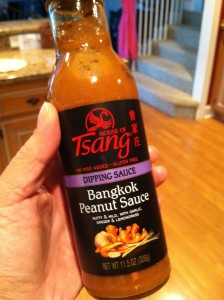 HOUSE OF
Tsang
NO MSG ADDED • GLUTEN FREE
DIPPING SAUCE
Bangkok
Peanut Sauce
NUTTY & MILD, WITH GARLIC,
GINGER & LEMONGRASS
NET WT 11.5 OZ (326g)